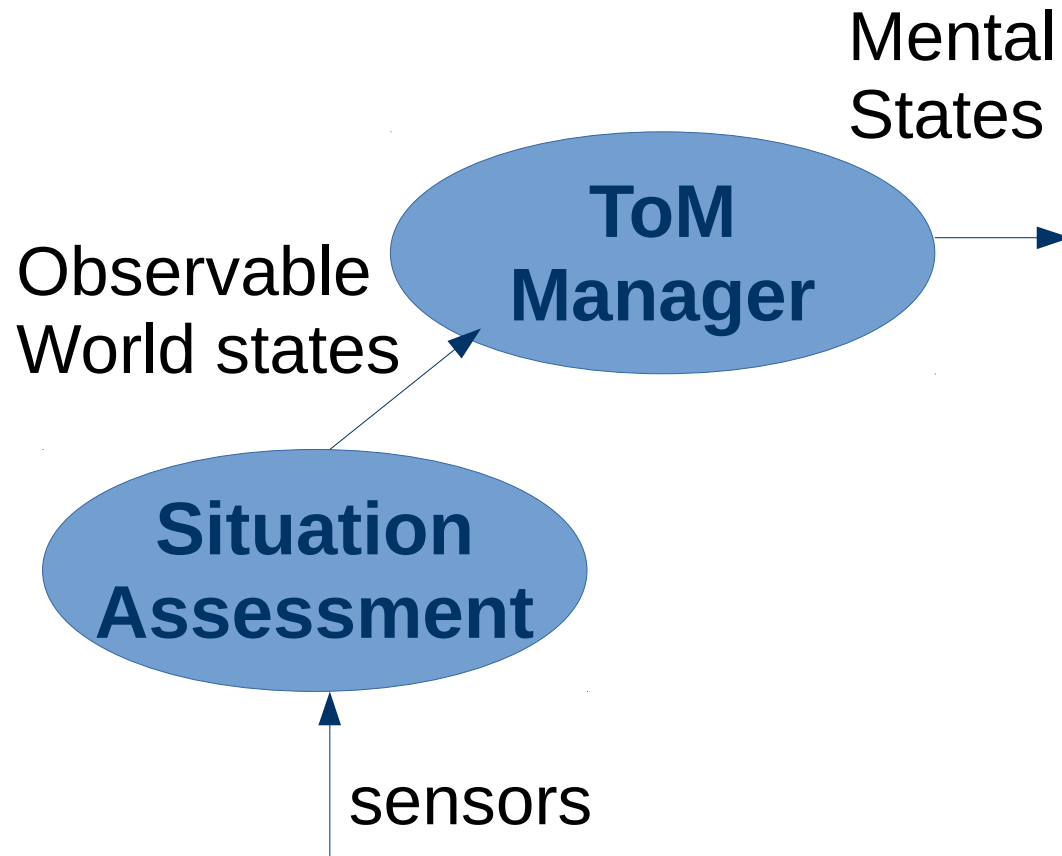 Mental
States
ToM
Manager
Observable
World states
Situation
Assessment
sensors